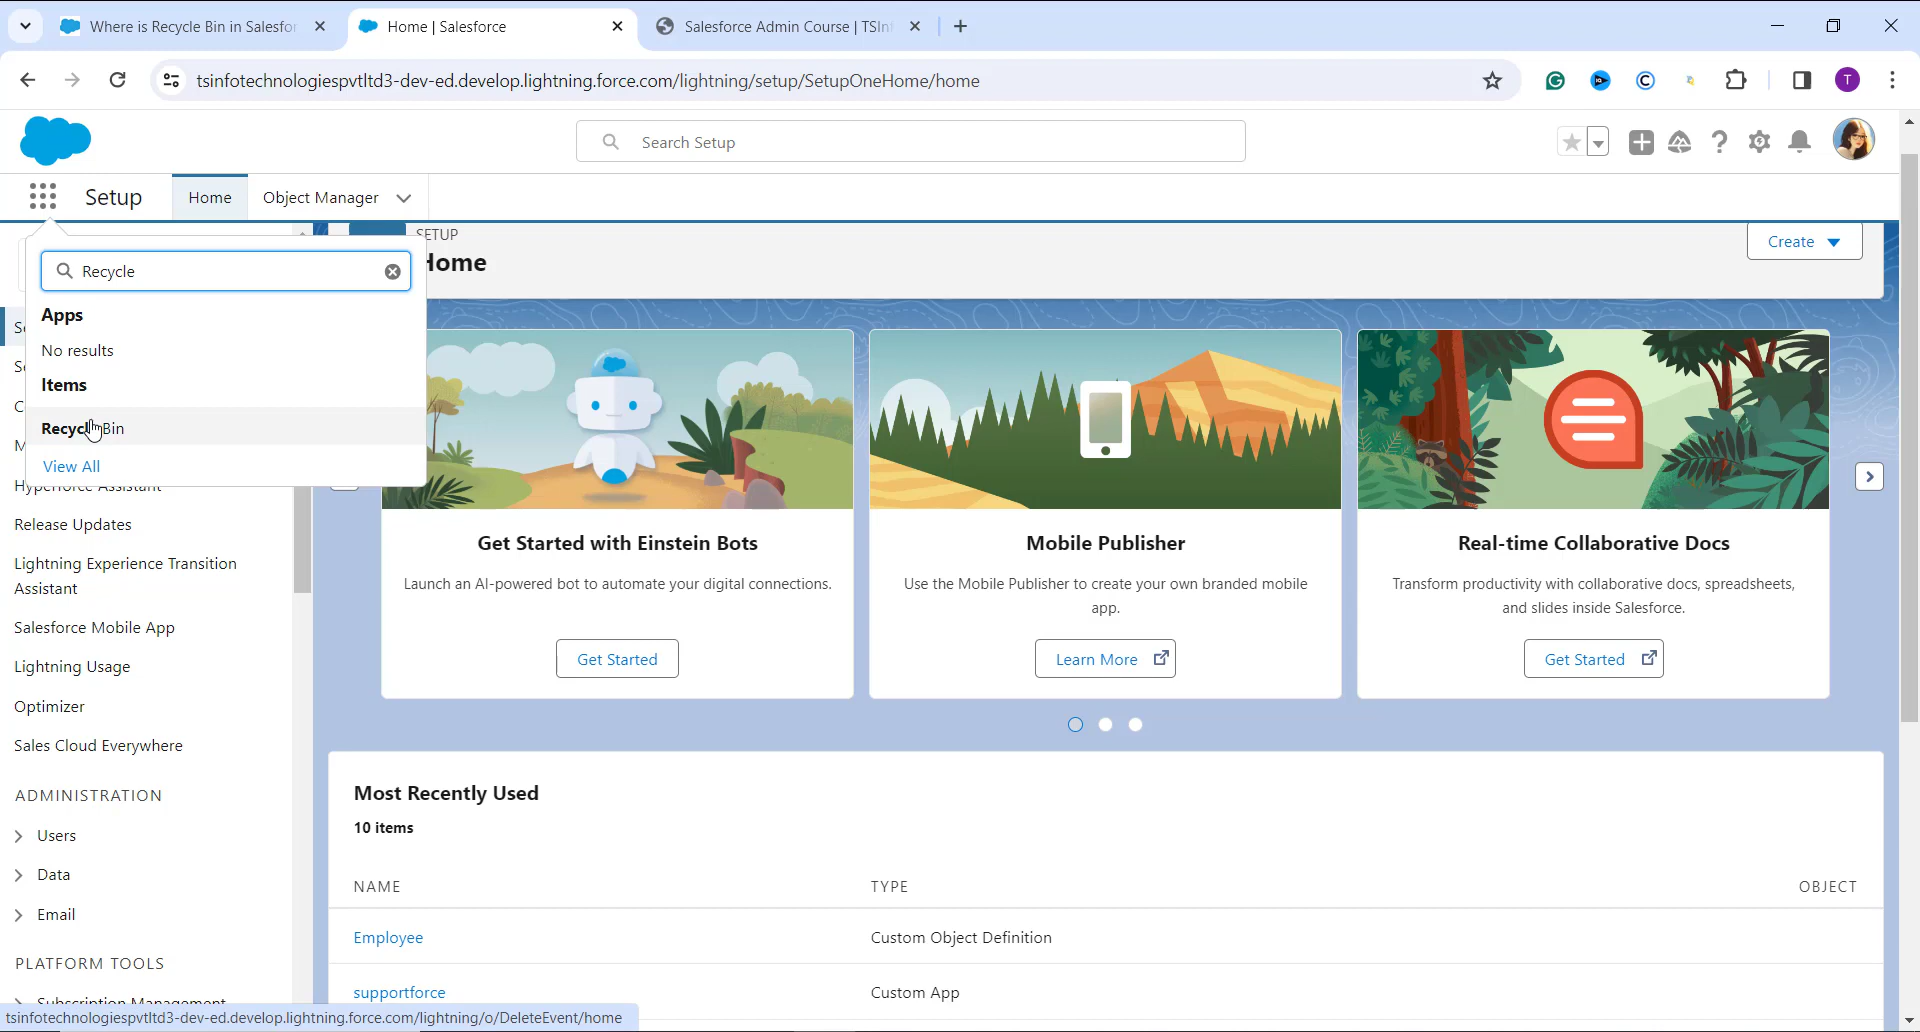 Where is Recycle Bin in Salesfor
Home | Salesforce
Salesforce Admin Course | TSInf
tsinfotechnologiespvtltd3-dev-ed.develop.lightning.force.com/lightning/setup/SetupOneHome/home
T
Search Setup
Setup
Home
Object Manager
SETUP
Home
Create
Recycle
Apps
No results
Items
Recycle Bin
View All
Hyperforce Assistant
Release Updates
Lightning Experience Transition
Assistant
Salesforce Mobile App
Lightning Usage
Optimizer
Sales Cloud Everywhere
ADMINISTRATION
Users
Data
Email
PLATFORM TOOLS
Subscription Management
Get Started with Einstein Bots
Launch an AI-powered bot to automate your digital connections.
Get Started
Mobile Publisher
Use the Mobile Publisher to create your own branded mobile
app.
Learn More
Real-time Collaborative Docs
Transform productivity with collaborative docs, spreadsheets,
and slides inside Salesforce.
Get Started
Most Recently Used
10 items
NAME TYPE OBJECT
Employee Custom Object Definition
supportforce Custom App
tsinfotechnologiespvtltd3-dev-ed.develop.lightning.force.com/lightning/o/DeleteEvent/home